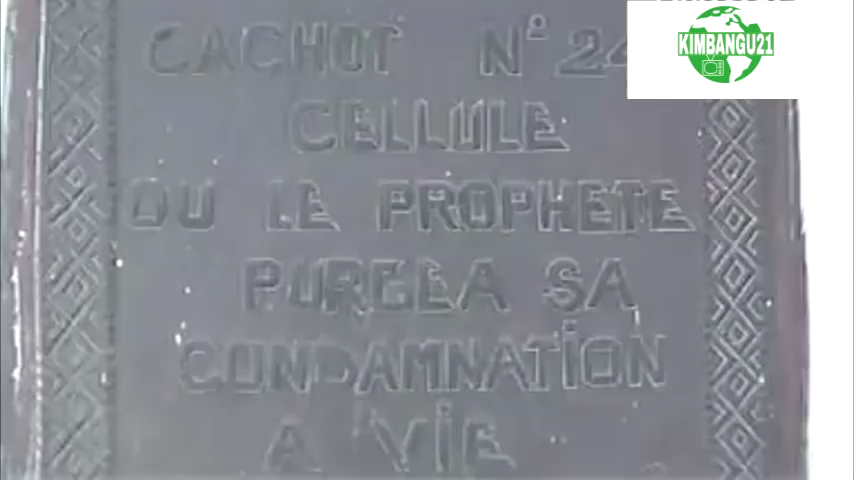 KIMBANGU21
CACHOT N° 24
CELLULE
OU LE PROPHETE
PURGEA SA
CONDAMNATION
A VIE